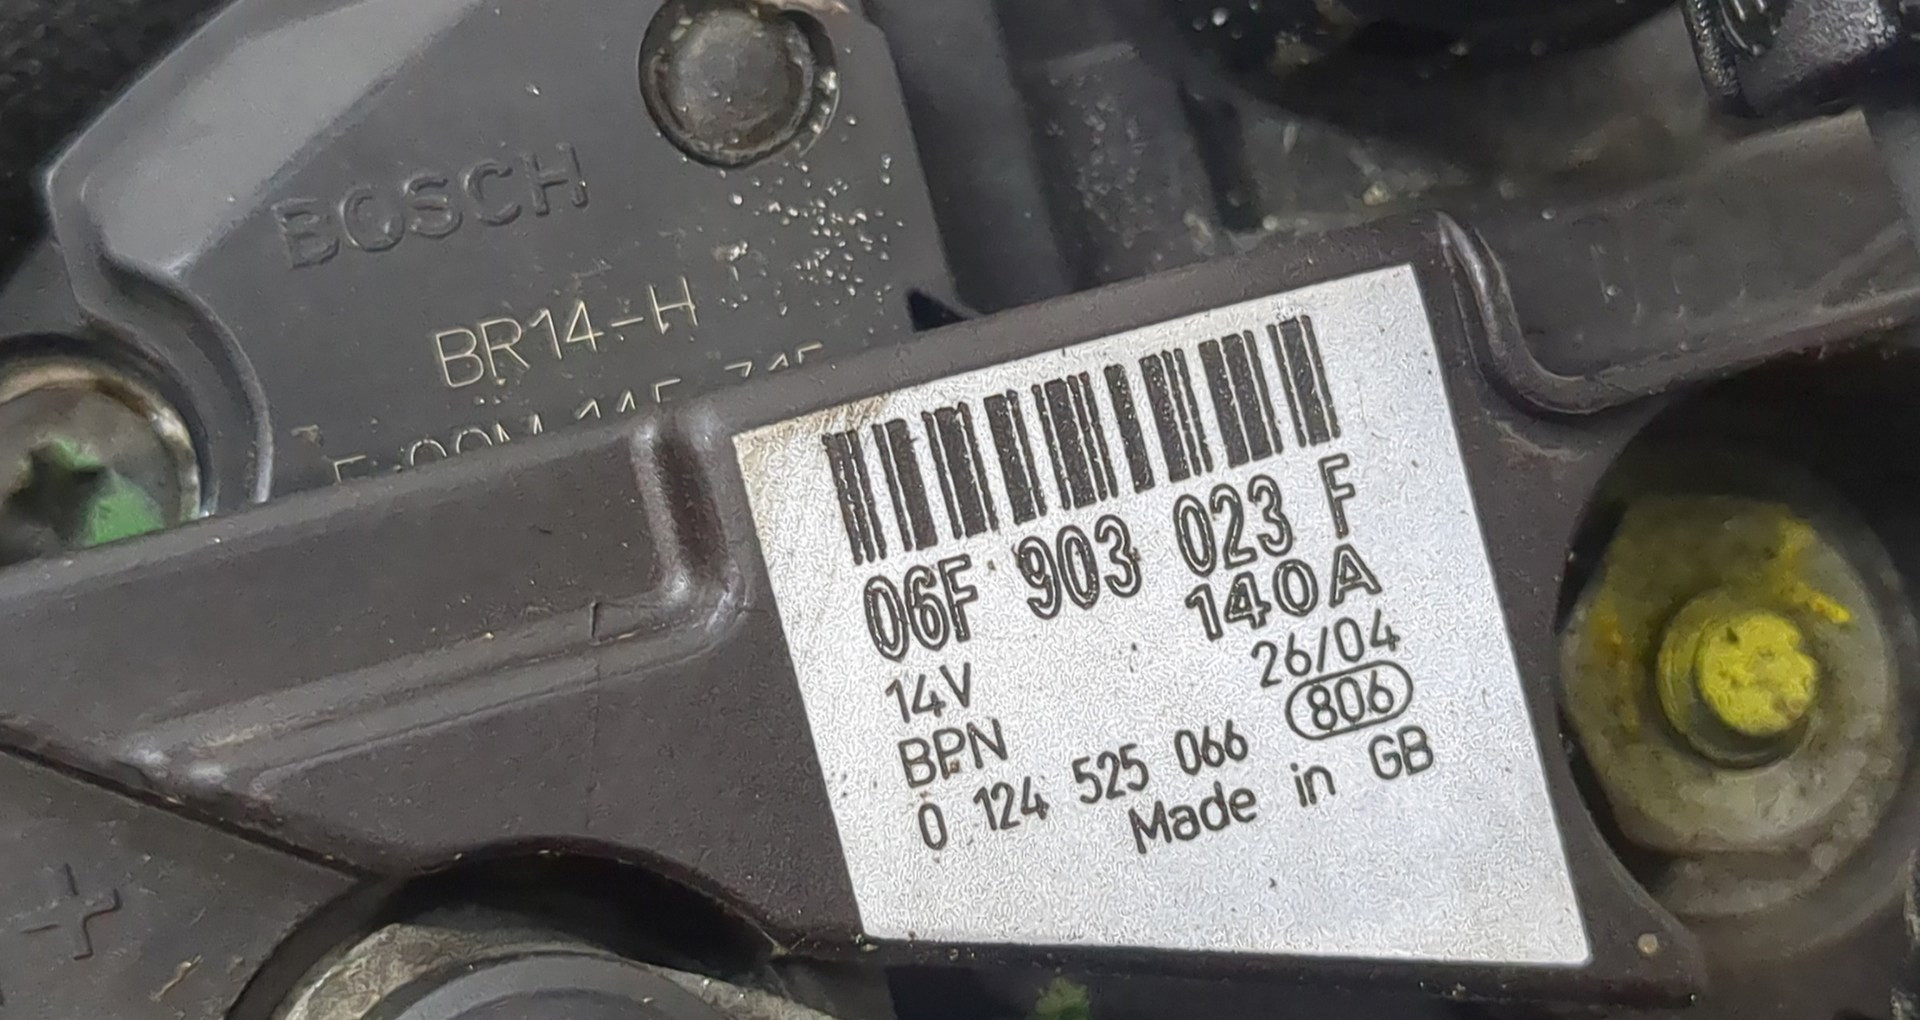 BOSCH
BR14-H
06F 903 023 F
140A
14V 26/04
BPN 806
0 124 525 066
Made in GB
+